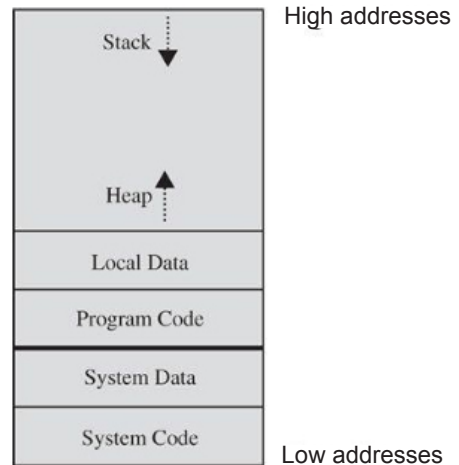 High addresses
Stack
Heap
Local Data
Program Code
System Data
System Code
Low addresses